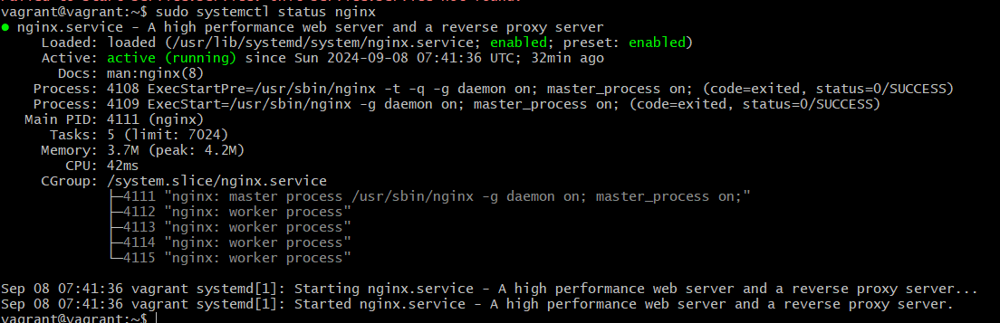 vagrant@vagrant:~$ sudo systemctl status nginx
● nginx.service - A high performance web server and a reverse proxy server
     Loaded: loaded (/usr/lib/systemd/system/nginx.service; enabled; preset: enabled)
     Active: active (running) since Sun 2024-09-08 07:41:36 UTC; 32min ago
       Docs: man:nginx(8)
    Process: 4108 ExecStartPre=/usr/sbin/nginx -t -q -g daemon on; master_process on; (code=exited, status=0/SUCCESS)
    Process: 4109 ExecStart=/usr/sbin/nginx -g daemon on; master_process on; (code=exited, status=0/SUCCESS)
   Main PID: 4111 (nginx)
      Tasks: 5 (limit: 7024)
     Memory: 3.7M (peak: 4.2M)
        CPU: 42ms
     CGroup: /system.slice/nginx.service
             ├─4111 "nginx: master process /usr/sbin/nginx -g daemon on; master_process on;"
             ├─4112 "nginx: worker process"
             ├─4113 "nginx: worker process"
             ├─4114 "nginx: worker process"
             └─4115 "nginx: worker process"
Sep 08 07:41:36 vagrant systemd[1]: Starting nginx.service - A high performance web server and a reverse proxy server...
Sep 08 07:41:36 vagrant systemd[1]: Started nginx.service - A high performance web server and a reverse proxy server.
vagrant@vagrant:~$